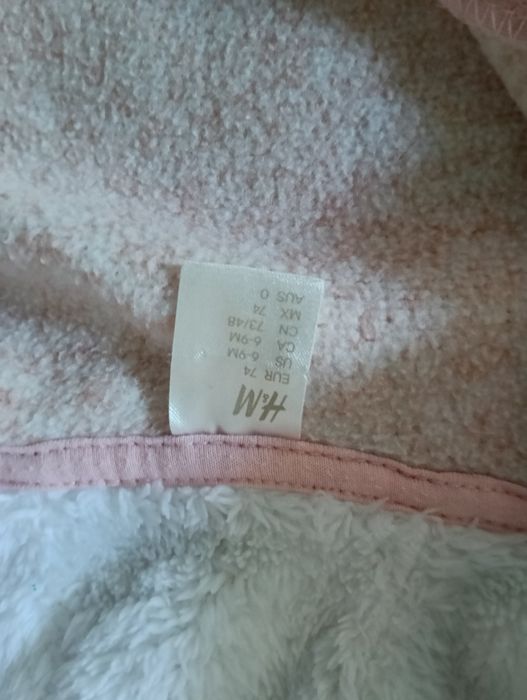 H&M
EUR 74
US 6-9M
CA 6-9M
CN 73/48
MX 74
AUS 0